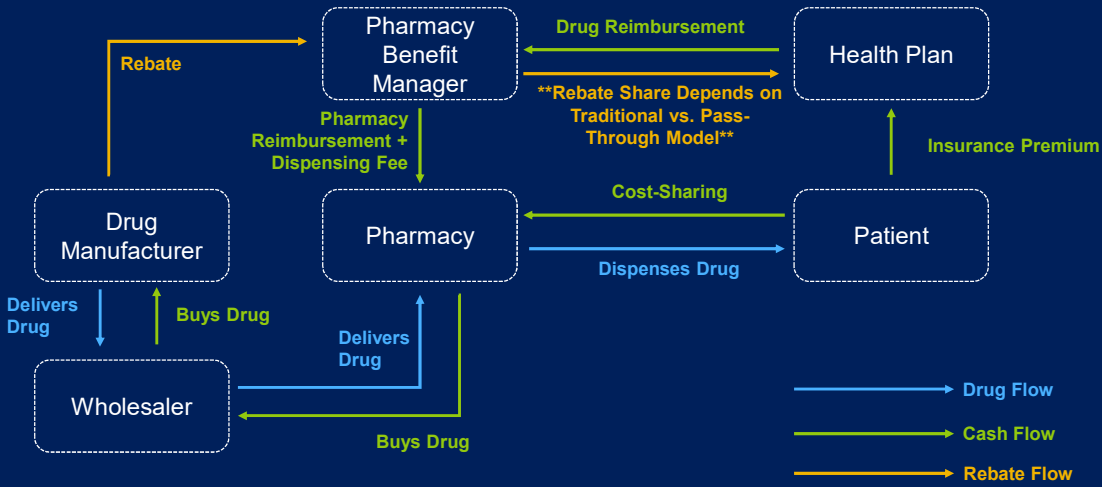 Pharmacy
Benefit
Manager
Drug Reimbursement
Health Plan
Rebate
**Rebate Share Depends on
Traditional vs. Pass-
Through Model**
Pharmacy
Reimbursement +
Dispensing Fee
Insurance Premium
Drug
Manufacturer
Pharmacy
Cost-Sharing
Patient
Dispenses Drug
Delivers
Drug
Buys Drug
Delivers
Drug
Wholesaler
Buys Drug
Drug Flow
Cash Flow
Rebate Flow